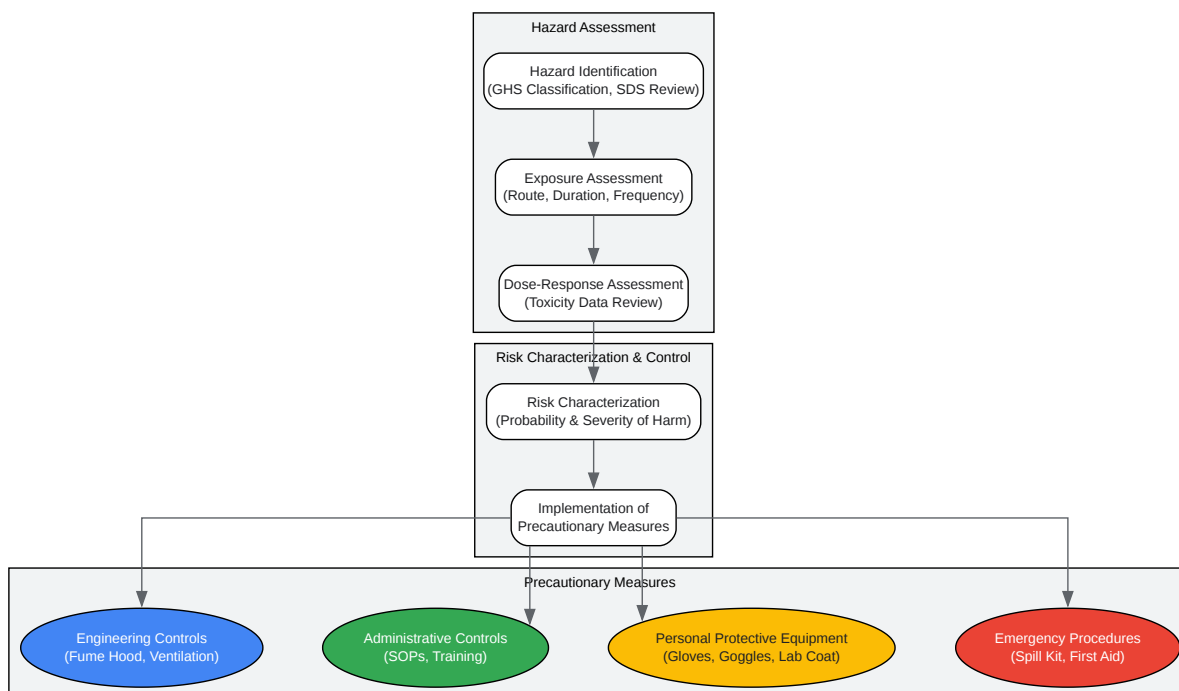 Hazard Assessment
Hazard Identification
(GHS Classification, SDS Review)
Exposure Assessment
(Route, Duration, Frequency)
Dose-Response Assessment
(Toxicity Data Review)
Risk Characterization & Control
Risk Characterization
(Probability & Severity of Harm)
Implementation of
Precautionary Measures
Precautionary Measures
Engineering Controls
(Fume Hood, Ventilation)
Administrative Controls
(SOPs, Training)
Personal Protective Equipment
(Gloves, Goggles, Lab Coat)
Emergency Procedures
(Spill Kit, First Aid)